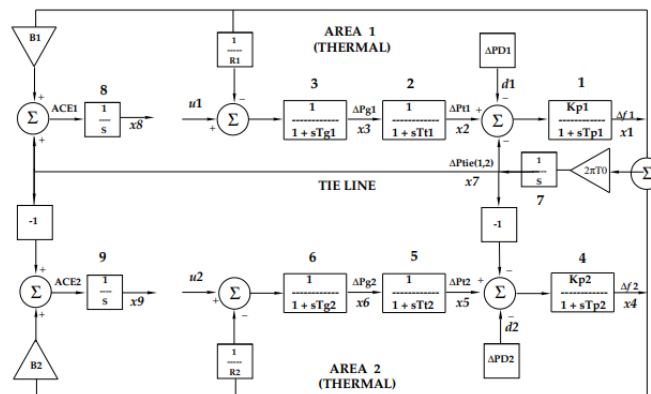 AREA 1
(THERMAL)
B1
1
-----
R1
ΔPD1
8
3
2
1
+
ACE1
1
--
s
x8
u1
−
+
Σ
1
------------
1 + sTg1
ΔPg1
x3
1
------------
1 + sTt1
ΔPt1
x2
d1
+
−
−
Σ
Kp1
------------
1 + sTp1
Δf 1
x1
Σ
+
ΔPtie(1,2)
x7
1
--
S
7
2πT0
Σ
TIE LINE
-1
-1
9
6
5
4
+
ACE2
1
--
s
x9
u2
+
−
Σ
1
------------
1 + sTg2
ΔPg2
x6
1
------------
1 + sTt2
ΔPt2
x5
+
−
−
Σ
Kp2
------------
1 + sTp2
Δf 2
x4
Σ
+
d2
B2
1
-----
R2
ΔPD2
AREA 2
(THERMAL)